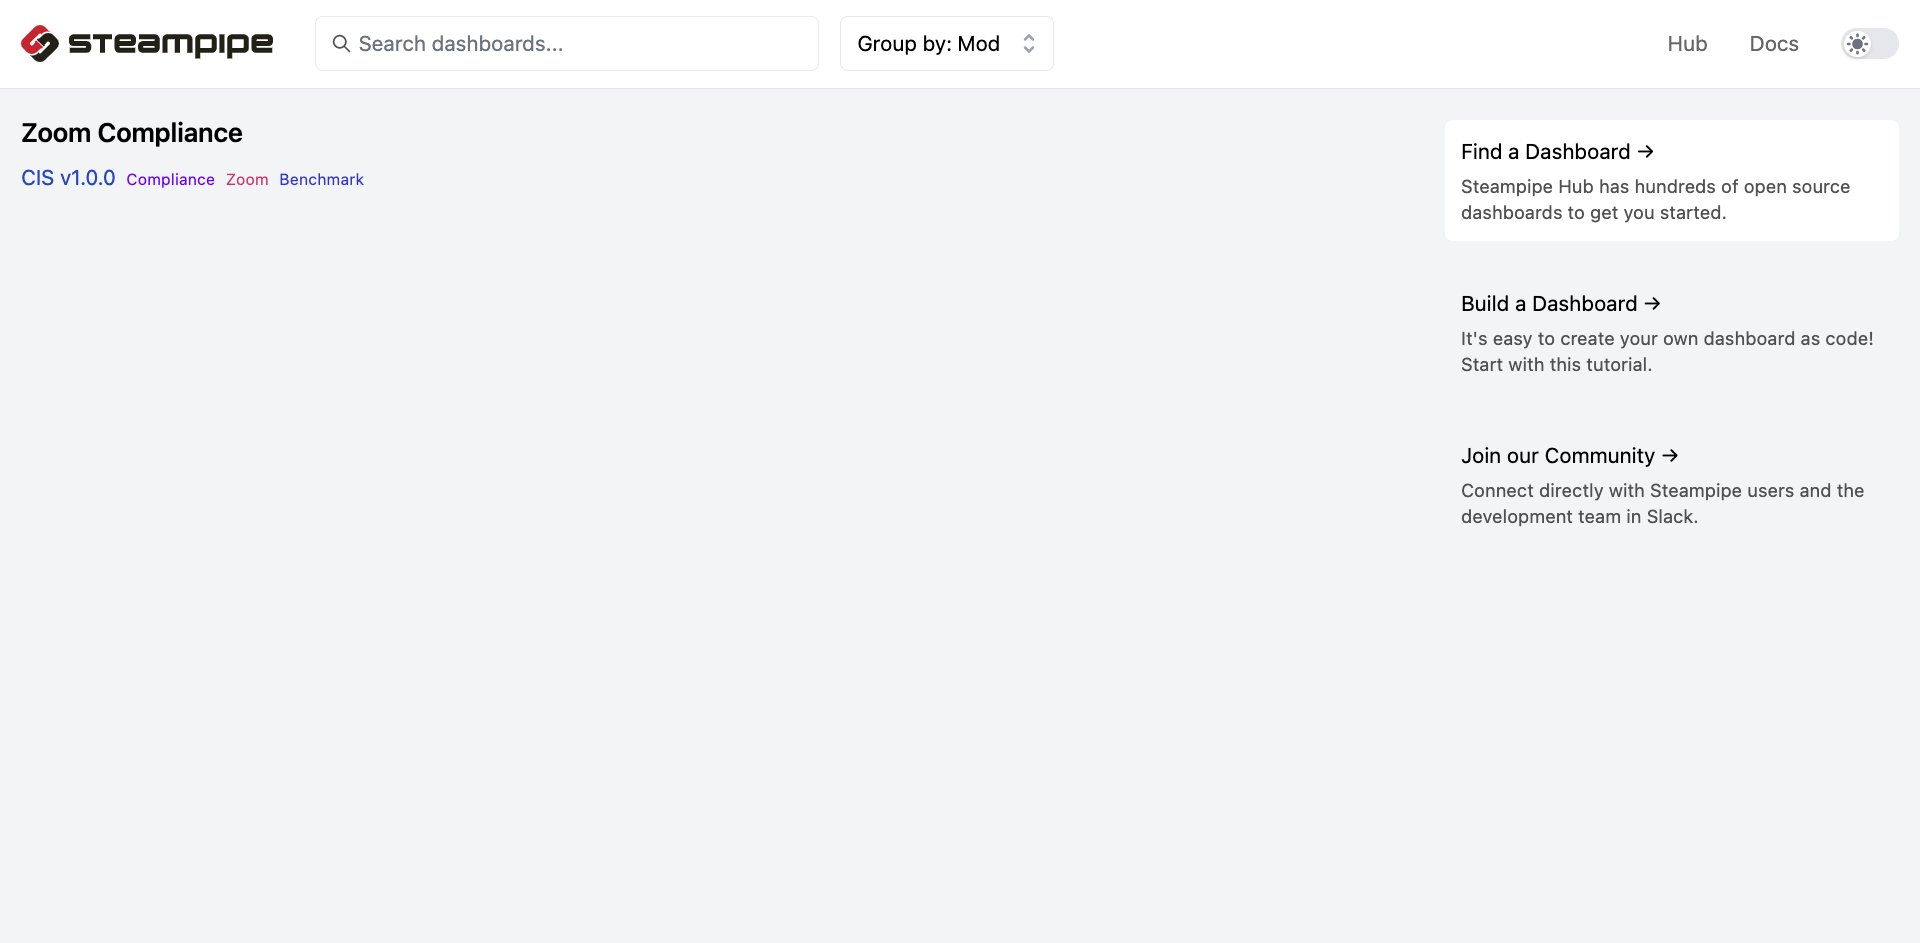 steampipe
Search dashboards...
Group by: Mod
Hub
Docs
Zoom Compliance
CIS v1.0.0 Compliance Zoom Benchmark
Find a Dashboard →
Steampipe Hub has hundreds of open source
dashboards to get you started.
Build a Dashboard →
It's easy to create your own dashboard as code!
Start with this tutorial.
Join our Community →
Connect directly with Steampipe users and the
development team in Slack.